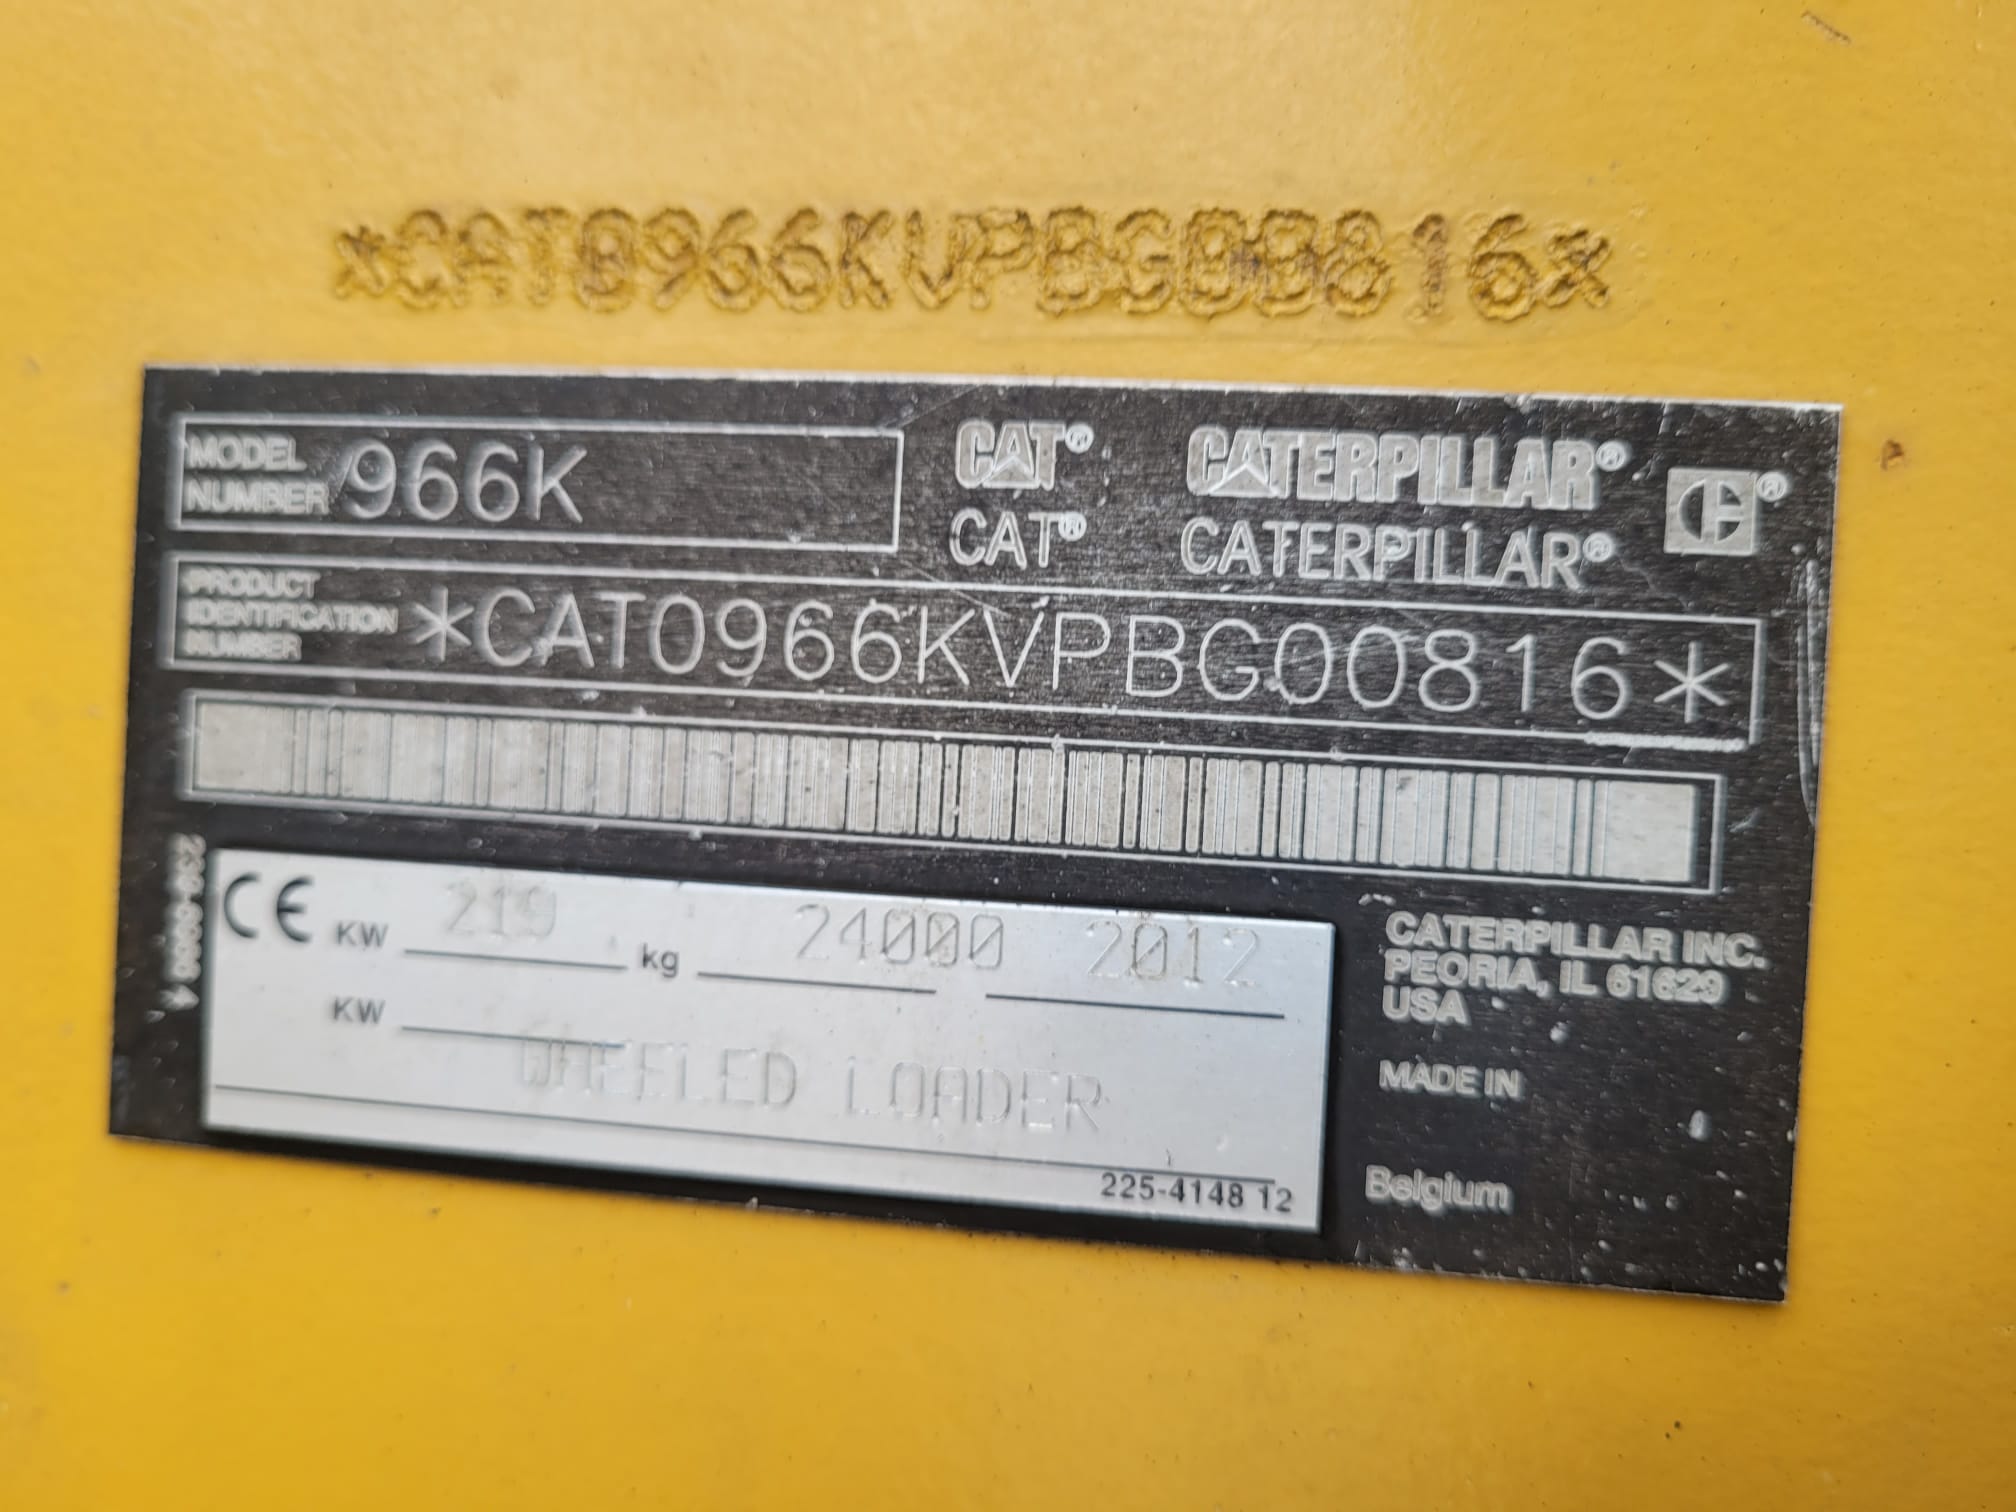 *CAT0966KVPBG00816*
MODEL NUMBER 966K
CAT® CATERPILLAR®
CAT® CATERPILLAR®
PRODUCT IDENTIFICATION NUMBER *CAT0966KVPBG00816*
CE KW 219 kg 24000 2012
KW
WHEELED LOADER
225-4148 12
CATERPILLAR INC.
PEORIA, IL 61629
USA
MADE IN
Belgium